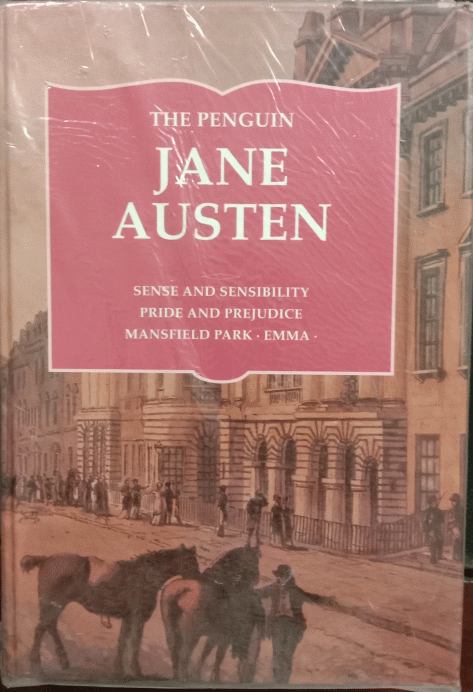 THE PENGUIN
JANE
AUSTEN
SENSE AND SENSIBILITY
PRIDE AND PREJUDICE
MANSFIELD PARK · EMMA ·